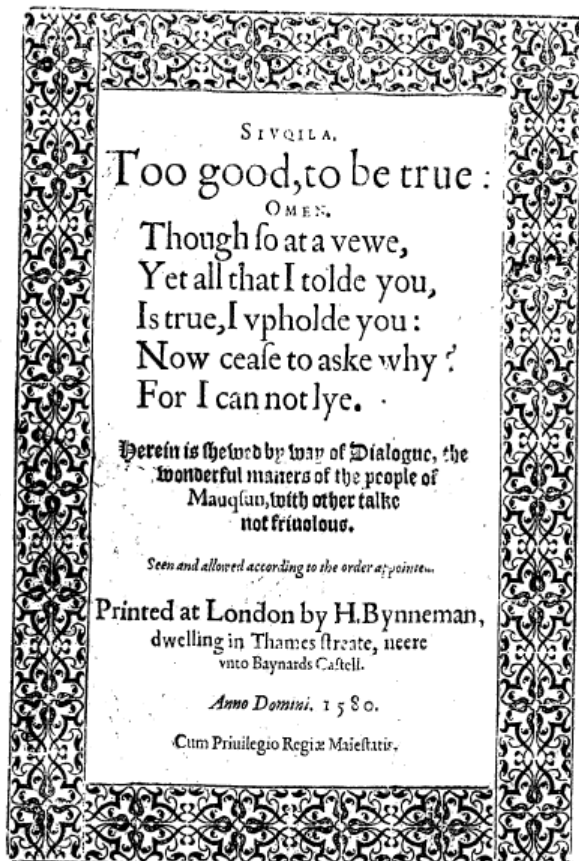 SIVQILA.
Too good, to be true :
OMEN.
Though ſo at a vewe,
Yet all that I tolde you,
Is true, I vpholde you :
Now ceaſe to aske why ?
For I can not lye.
Herein is ſhewed by way of Dialogue, the
wonderful maners of the people of
Mauqſun, with other talke
not friuolous.
Seen and allowed according to the order
Printed at London by H. Bynneman,
dwelling in Thames ſtreate, neere
vnto Baynards Caſtell.
Anno Domini. 1580.
Cum Priuilegio Regiæ Maieſtatis.